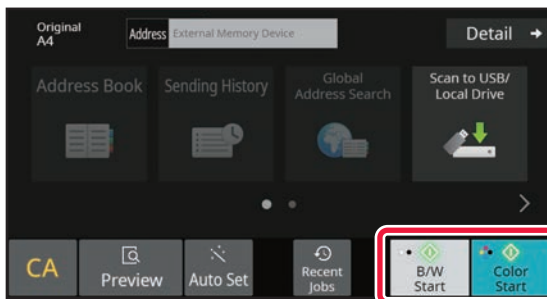 Original
A4
Address
External Memory Device
Detail
Address Book
Sending History
Global
Address Search
Scan to USB/
Local Drive
CA
Preview
Auto Set
Recent
Jobs
B/W
Start
Color
Start